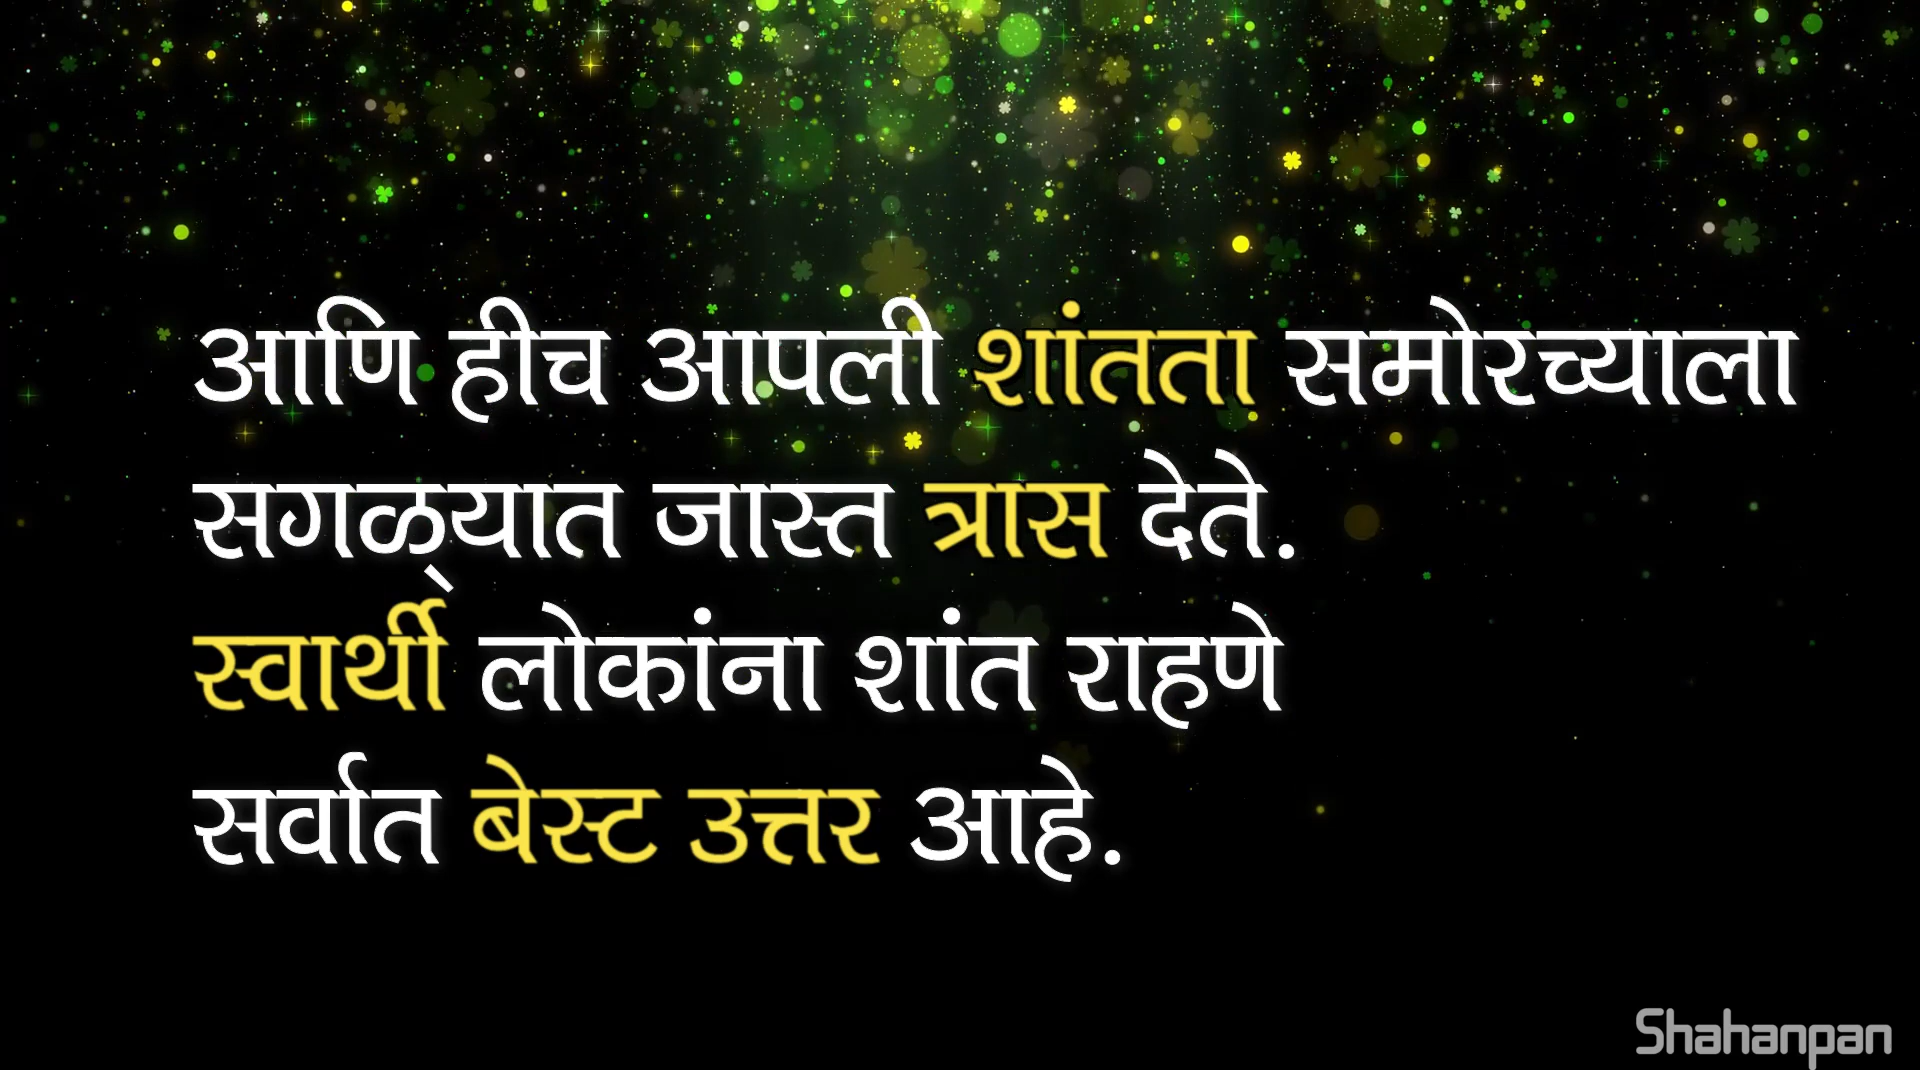 आणि हीच आपली शांतता समोरच्याला
सगळ्यात जास्त त्रास देते.
स्वार्थी लोकांना शांत राहणे
सर्वात बेस्ट उत्तर आहे.
Shahanpan